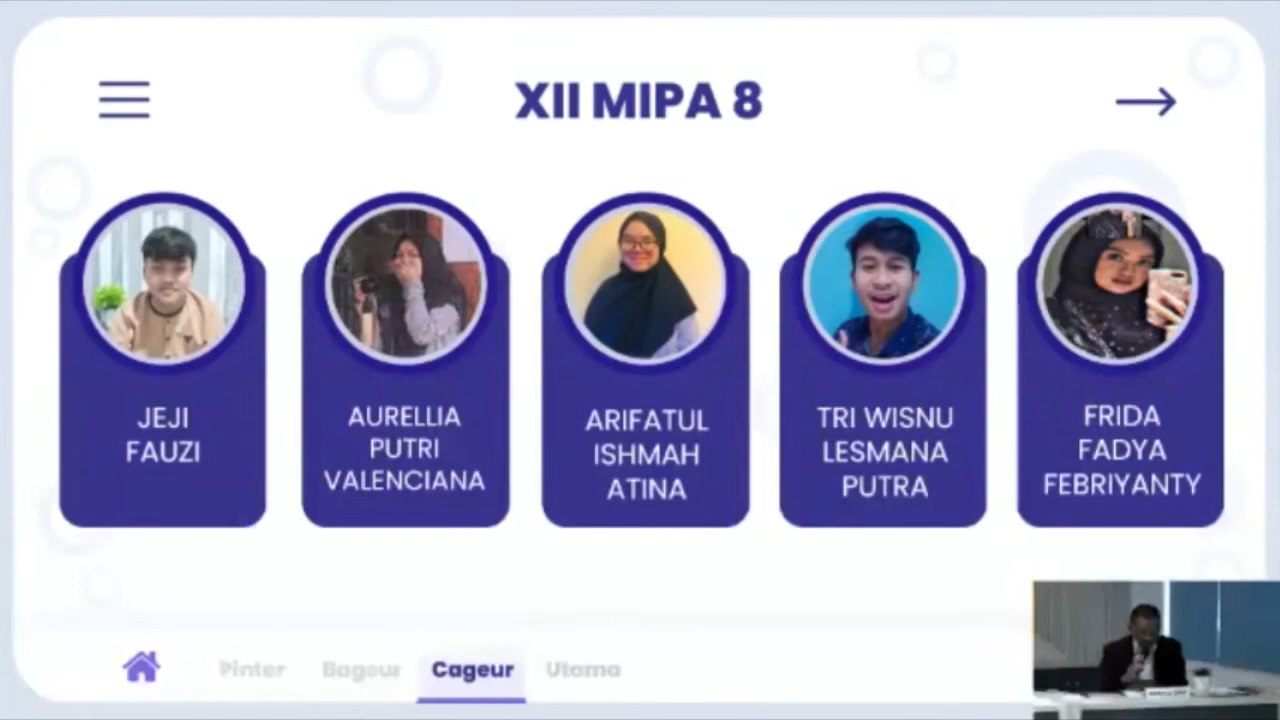 XII MIPA 8
JEJI
FAUZI
AURELLIA
PUTRI
VALENCIANA
ARIFATUL
ISHMAH
ATINA
TRI WISNU
LESMANA
PUTRA
FRIDA
FADYA
FEBRIYANTY
Pinter Bageur Cageur Utama